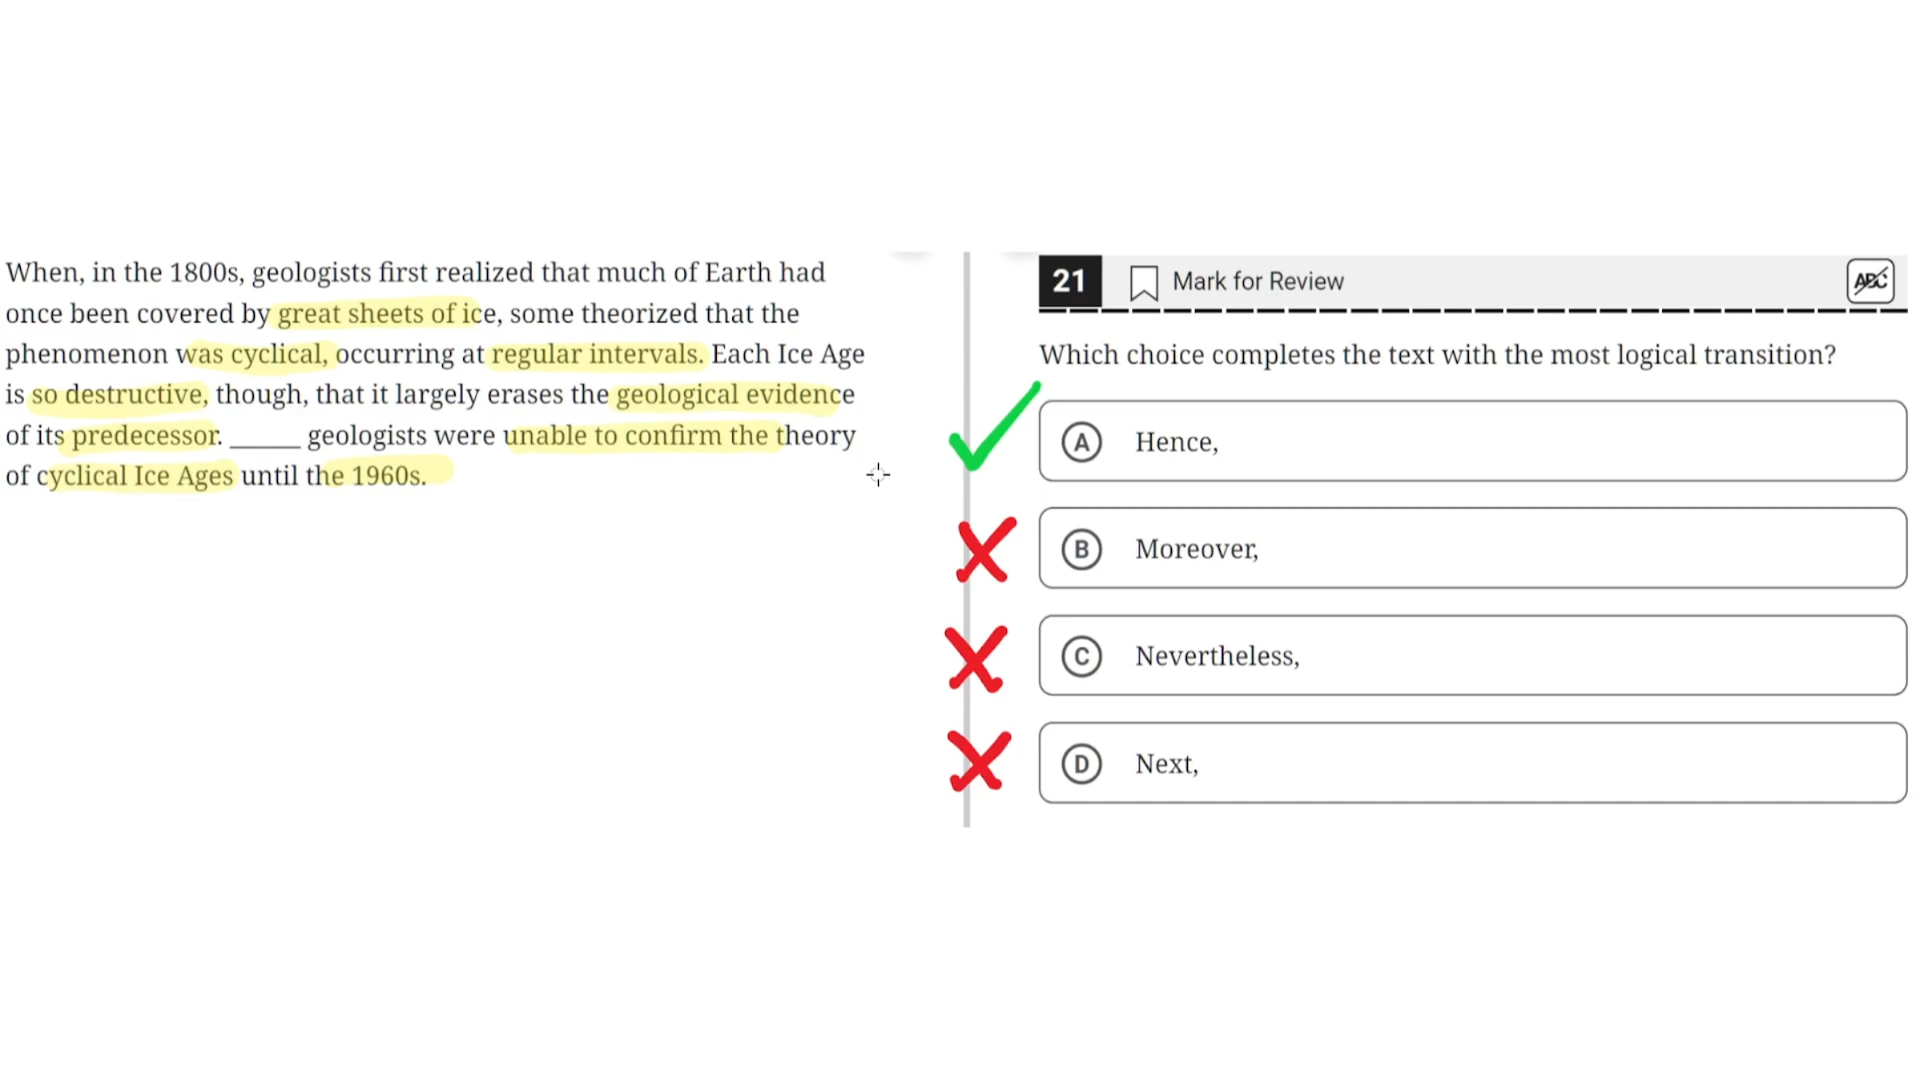 When, in the 1800s, geologists first realized that much of Earth had
once been covered by great sheets of ice, some theorized that the
phenomenon was cyclical, occurring at regular intervals. Each Ice Age
is so destructive, though, that it largely erases the geological evidence
of its predecessor. ______ geologists were unable to confirm the theory
of cyclical Ice Ages until the 1960s.
21 Mark for Review ABC
Which choice completes the text with the most logical transition?
A Hence,
B Moreover,
C Nevertheless,
D Next,